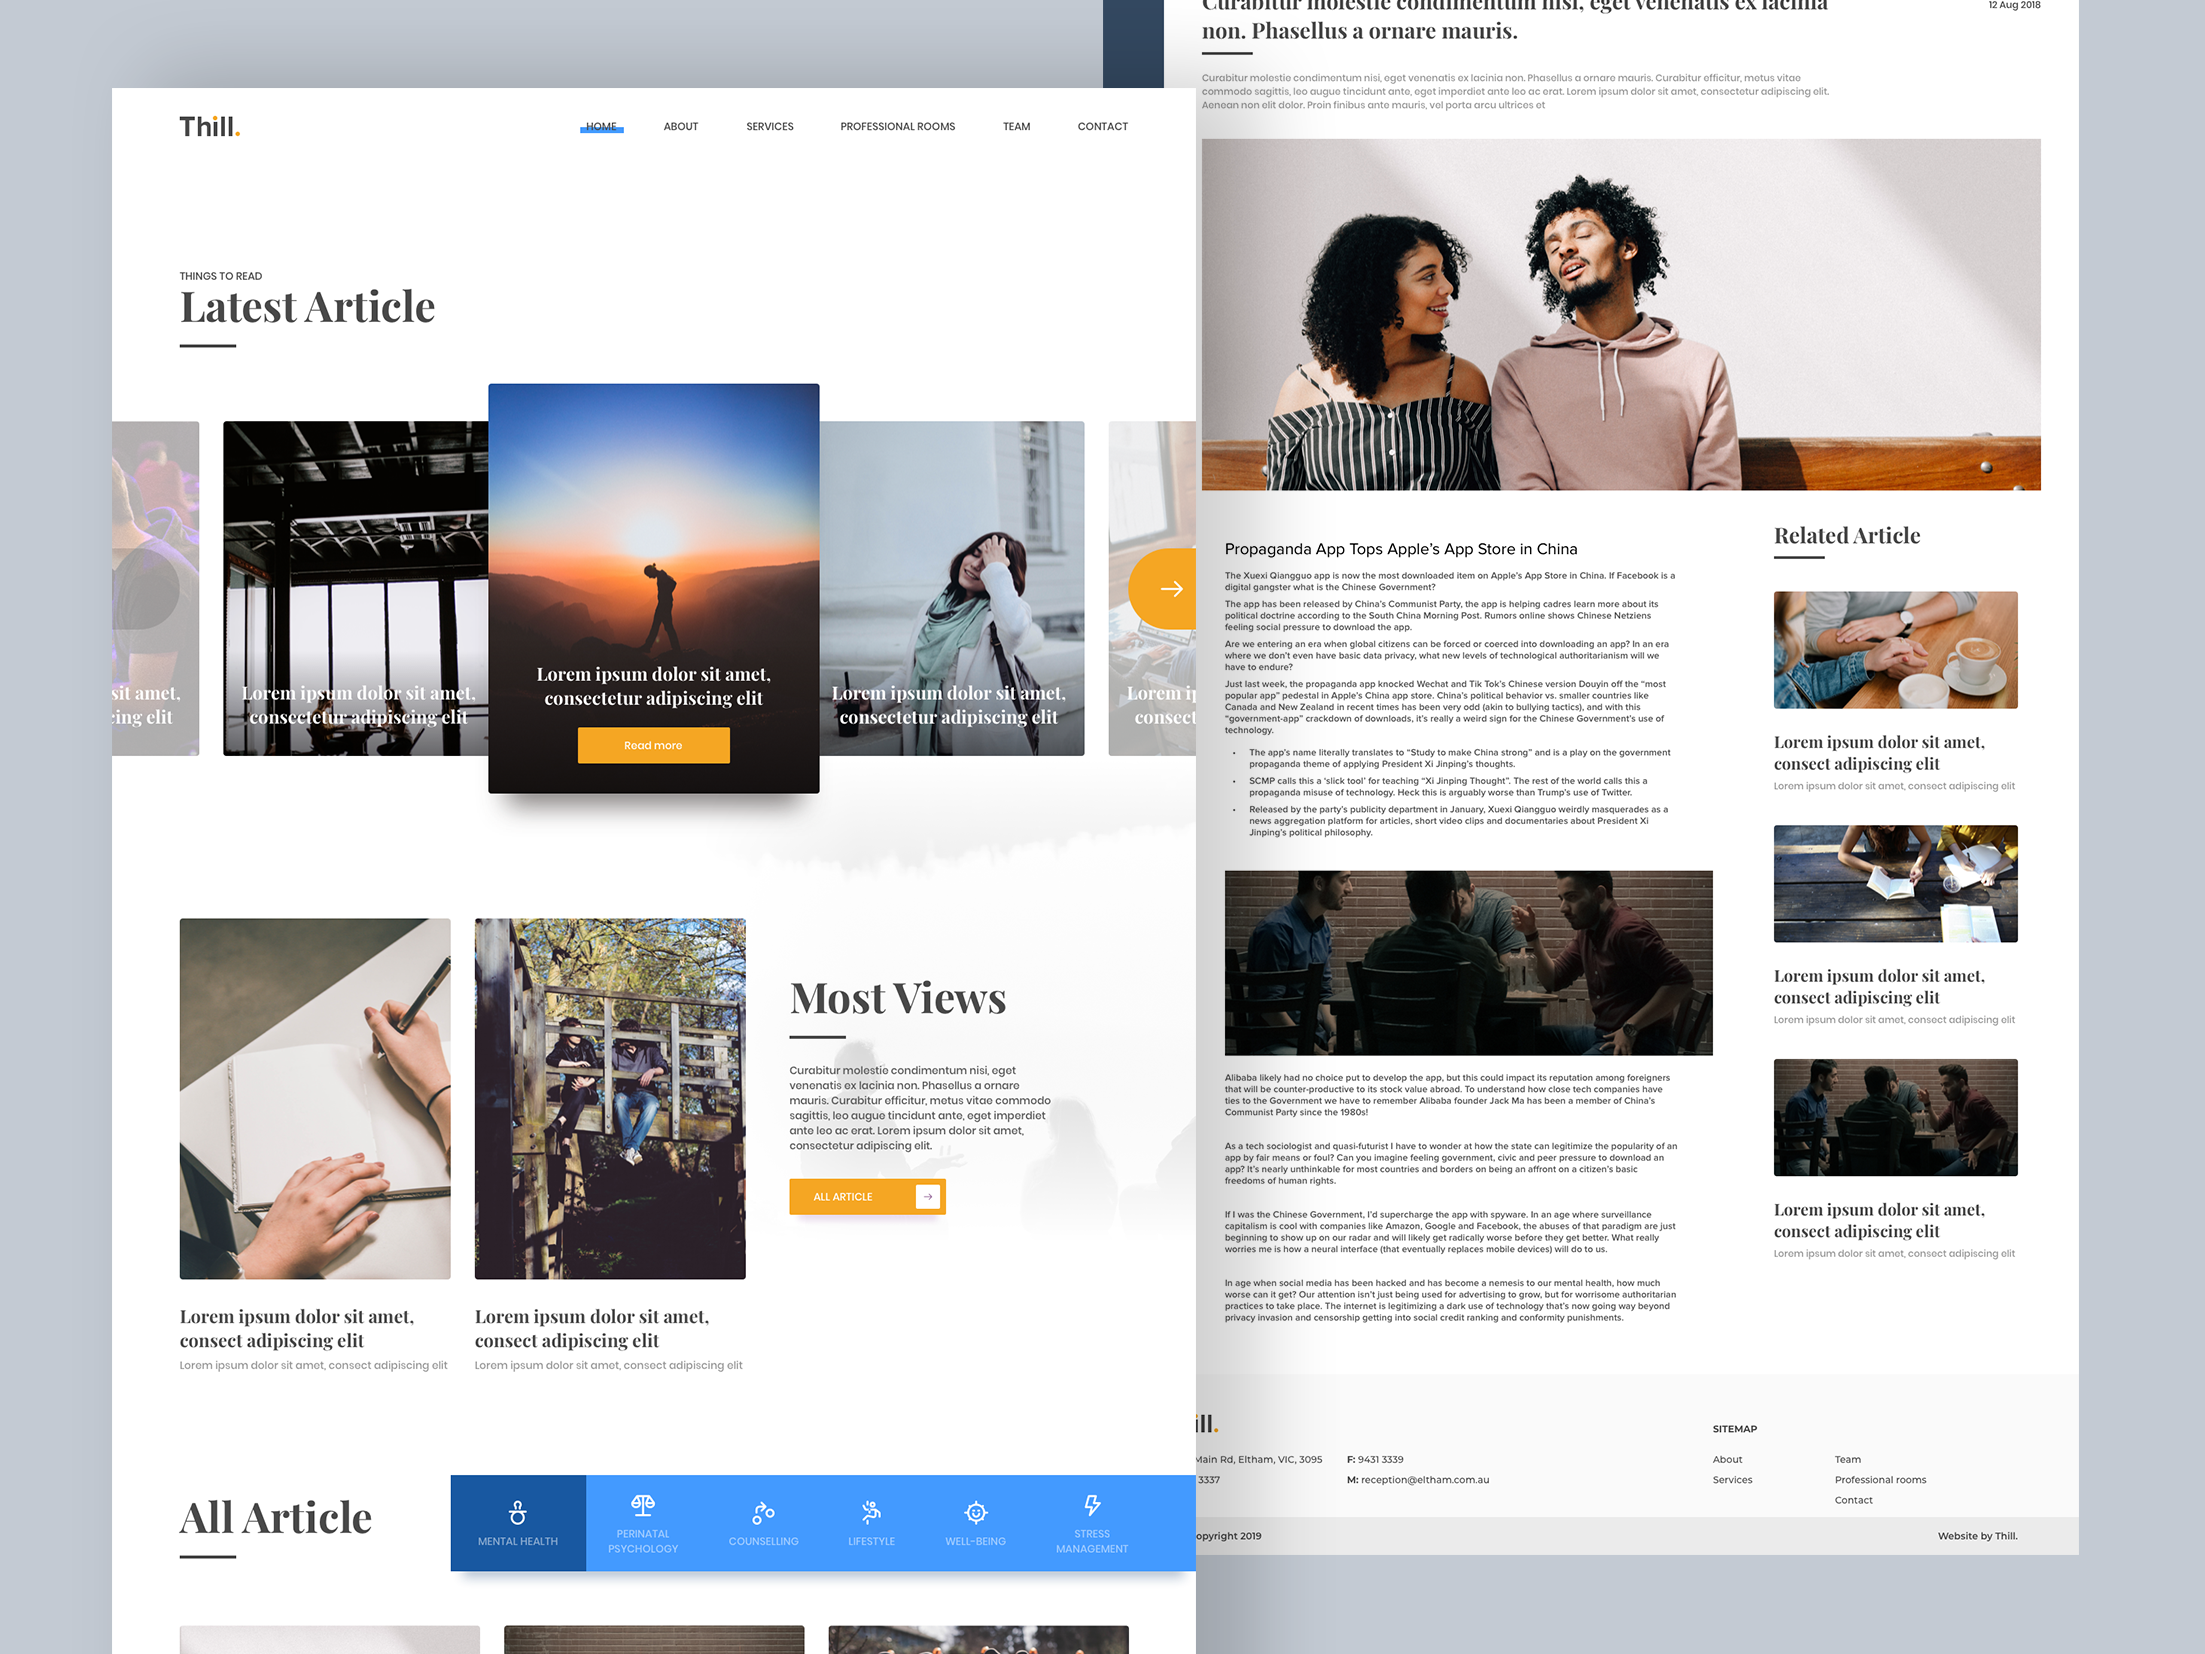 Thill.
HOME
ABOUT
SERVICES
PROFESSIONAL ROOMS
TEAM
CONTACT
THINGS TO READ
Latest Article
sit amet,
cing elit
Lorem ipsum dolor sit amet,
consectetur adipiscing elit
Lorem ipsum dolor sit amet,
consectetur adipiscing elit
Read more
Lorem ipsum dolor sit amet,
consectetur adipiscing elit
Lorem ip
consect
Most Views
Curabitur molestie condimentum nisi, eget
venenatis ex lacinia non. Phasellus a ornare
mauris. Curabitur efficitur, metus vitae commodo
sagittis, leo augue tincidunt ante, eget imperdiet
ante leo ac erat. Lorem ipsum dolor sit amet,
consectetur adipiscing elit.
ALL ARTICLE
Lorem ipsum dolor sit amet,
consect adipiscing elit
Lorem ipsum dolor sit amet, consect adipiscing elit
Lorem ipsum dolor sit amet,
consect adipiscing elit
Lorem ipsum dolor sit amet, consect adipiscing elit
All Article
MENTAL HEALTH
PERINATAL
PSYCHOLOGY
COUNSELLING
LIFESTYLE
WELL-BEING
STRESS
MANAGEMENT
Curabitur molestie condimentum nisi, eget venenatis ex lacinia
non. Phasellus a ornare mauris.
12 Aug 2018
Curabitur molestie condimentum nisi, eget venenatis ex lacinia non. Phasellus a ornare mauris. Curabitur efficitur, metus vitae
commodo sagittis, leo augue tincidunt ante, eget imperdiet ante leo ac erat. Lorem ipsum dolor sit amet, consectetur adipiscing elit.
Aenean non elit dolor. Proin finibus ante mauris, vel porta arcu ultrices et
Propaganda App Tops Apple's App Store in China
The Xuexi Qiangguo app is now the most downloaded item on Apple's App Store in China. If Facebook is a
digital gangster what is the Chinese Government?
The app has been released by China's Communist Party, the app is helping cadres learn more about its
political doctrine according to the South China Morning Post. Rumors online shows Chinese Netziens
feeling social pressure to download the app.
Are we entering an era when global citizens can be forced or coerced into downloading an app? In an era
where we don't even have basic data privacy, what new levels of technological authoritarianism will we
have to endure?
Just last week, the propaganda app knocked Wechat and Tik Tok's Chinese version Douyin off the "most
popular app" pedestal in Apple's China app store. China's political behavior vs. smaller countries like
Canada and New Zealand in recent times has been very odd (akin to bullying tactics), and with this
"government-app" crackdown of downloads, it's really a weird sign for the Chinese Government's use of
technology.
• The app's name literally translates to "Study to make China strong" and is a play on the government
propaganda theme of applying President Xi Jinping's thoughts.
• SCMP calls this a 'slick tool' for teaching "Xi Jinping Thought". The rest of the world calls this a
propaganda misuse of technology. Heck this is arguably worse than Trump's use of Twitter.
• Released by the party's publicity department in January, Xuexi Qiangguo weirdly masquerades as a
news aggregation platform for articles, short video clips and documentaries about President Xi
Jinping's political philosophy.
Alibaba likely had no choice put to develop the app, but this could impact its reputation among foreigners
that will be counter-productive to its stock value abroad. To understand how close tech companies have
ties to the Government we have to remember Alibaba founder Jack Ma has been a member of China's
Communist Party since the 1980s!
As a tech sociologist and quasi-futurist I have to wonder at how the state can legitimize the popularity of an
app by fair means or foul? Can you imagine feeling government, civic and peer pressure to download an
app? It's nearly unthinkable for most countries and borders on being an affront on a citizen's basic
freedoms of human rights.
If I was the Chinese Government, I'd supercharge the app with spyware. In an age where surveillance
capitalism is cool with companies like Amazon, Google and Facebook, the abuses of that paradigm are just
beginning to show up on our radar and will likely get radically worse before they get better. What really
worries me is how a neural interface (that eventually replaces mobile devices) will do to us.
In age when social media has been hacked and has become a nemesis to our mental health, how much
worse can it get? Our attention isn't just being used for advertising to grow, but for worrisome authoritarian
practices to take place. The internet is legitimizing a dark use of technology that's now going way beyond
privacy invasion and censorship getting into social credit ranking and conformity punishments.
Related Article
Lorem ipsum dolor sit amet,
consect adipiscing elit
Lorem ipsum dolor sit amet, consect adipiscing elit
Lorem ipsum dolor sit amet,
consect adipiscing elit
Lorem ipsum dolor sit amet, consect adipiscing elit
Lorem ipsum dolor sit amet,
consect adipiscing elit
Lorem ipsum dolor sit amet, consect adipiscing elit
ill.
Main Rd, Eltham, VIC, 3095
3337
F: 9431 3339
M: reception@eltham.com.au
SITEMAP
About
Services
Team
Professional rooms
Contact
opyright 2019
Website by Thill.